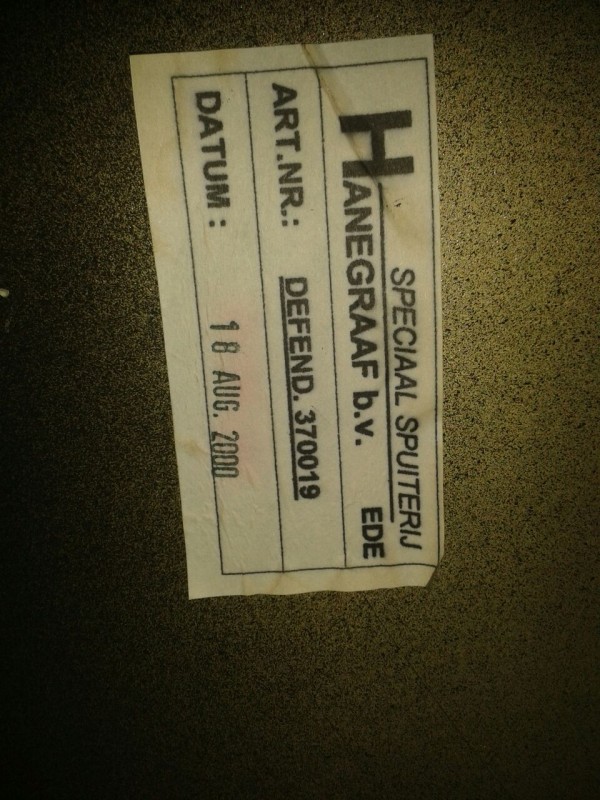 SPECIAAL SPUITERIJ
HANEGRAAF b.v. EDE
ART.NR.: DEFEND. 370019
DATUM : 18 AUG. 2000